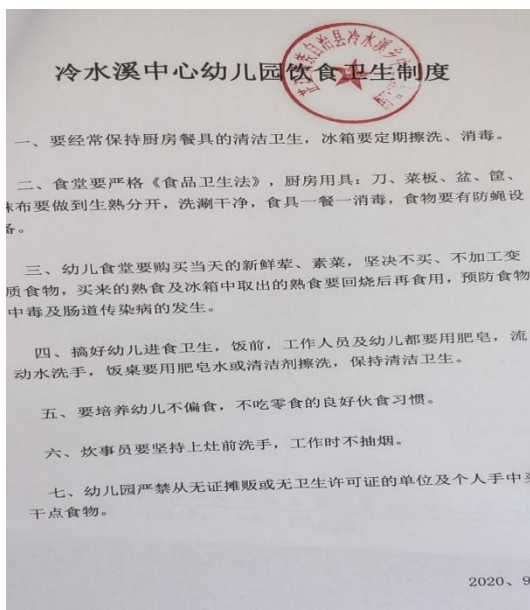 冷水溪中心幼儿园饮食卫生制度
自治县冷水溪乡
一、要经常保持厨房餐具的清洁卫生，冰箱要定期擦洗、消毒。
二、食堂要严格《食品卫生法》，厨房用具：刀、菜板、盆、筐、
抹布要做到生熟分开，洗涮干净，食具一餐一消毒，食物要有防蝇设
备。
三、幼儿食堂要购买当天的新鲜荤、素菜，坚决不买、不加工变
质食物，买来的熟食及冰箱中取出的熟食要回烧后再食用，预防食物
中毒及肠道传染病的发生。
四、搞好幼儿进食卫生，饭前，工作人员及幼儿都要用肥皂，流
动水洗手，饭桌要用肥皂水或清洁剂擦洗，保持清洁卫生。
五、要培养幼儿不偏食，不吃零食的良好伙食习惯。
六、炊事员要坚持上灶前洗手，工作时不抽烟。
七、幼儿园严禁从无证摊贩或无卫生许可证的单位及个人手中
干点食物。
2020、9